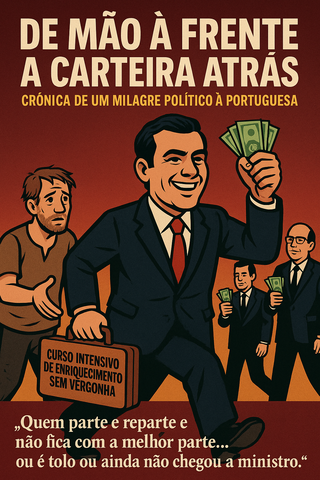 DE MÃO À FRENTE
A CARTEIRA ATRÁS
CRÓNICA DE UM MILAGRE POLÍTICO À PORTUGUESA
CURSO INTENSIVO
DE ENRIQUECIMENTO
SEM VERGONHA
„Quem parte e reparte e
não fica com a melhor parte...
ou é tolo ou ainda não chegou a ministro.“